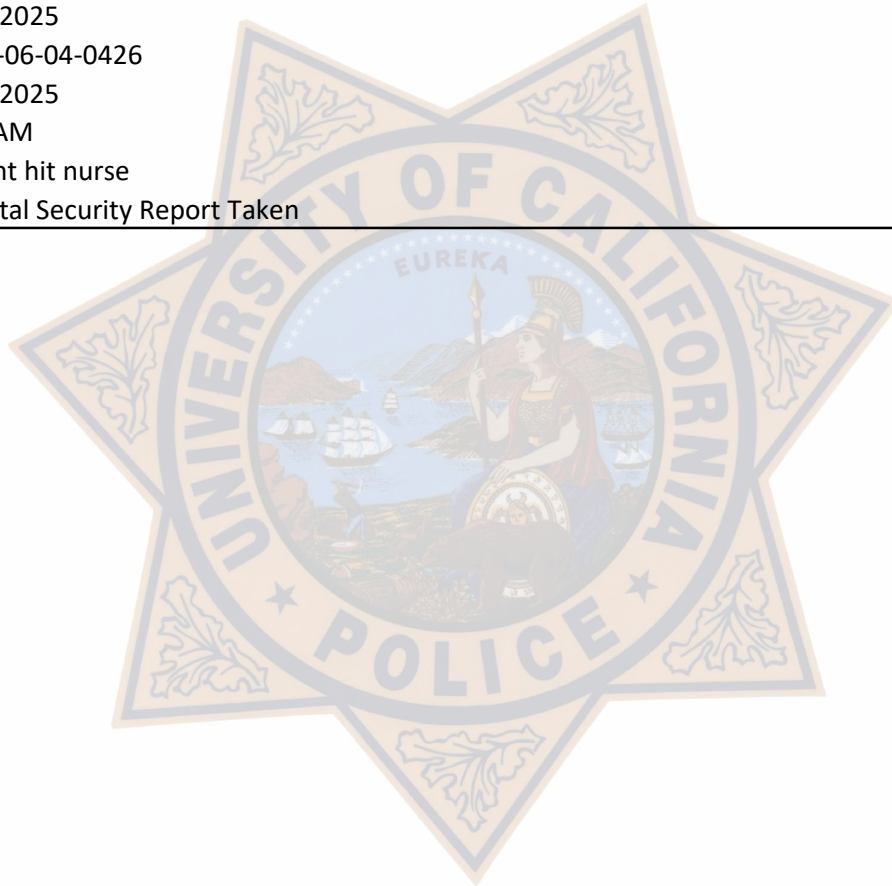 2025
-06-04-0426
2025
AM
nt hit nurse
tal Security Report Taken
UNIVERSITY OF CALIFORNIA
EUREKA
POLICE